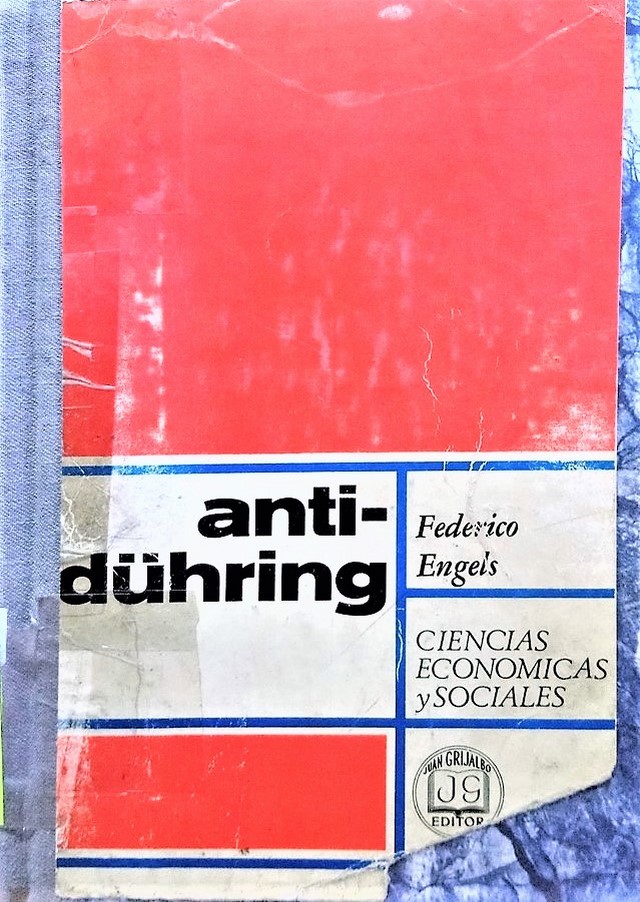 anti-
dühring
Federico
Engels
CIENCIAS
ECONOMICAS
y SOCIALES
JUAN GRIJALBO
JG
EDITOR